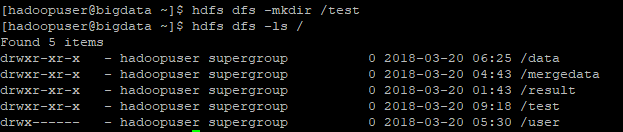 [hadoopuser@bigdata ~]$ hdfs dfs -mkdir /test
[hadoopuser@bigdata ~]$ hdfs dfs -ls /
Found 5 items
drwxr-xr-x   - hadoopuser supergroup          0 2018-03-20 06:25 /data
drwxr-xr-x   - hadoopuser supergroup          0 2018-03-20 04:43 /mergedata
drwxr-xr-x   - hadoopuser supergroup          0 2018-03-20 01:43 /result
drwxr-xr-x   - hadoopuser supergroup          0 2018-03-20 09:18 /test
drwx------   - hadoopuser supergroup          0 2018-03-20 05:30 /user